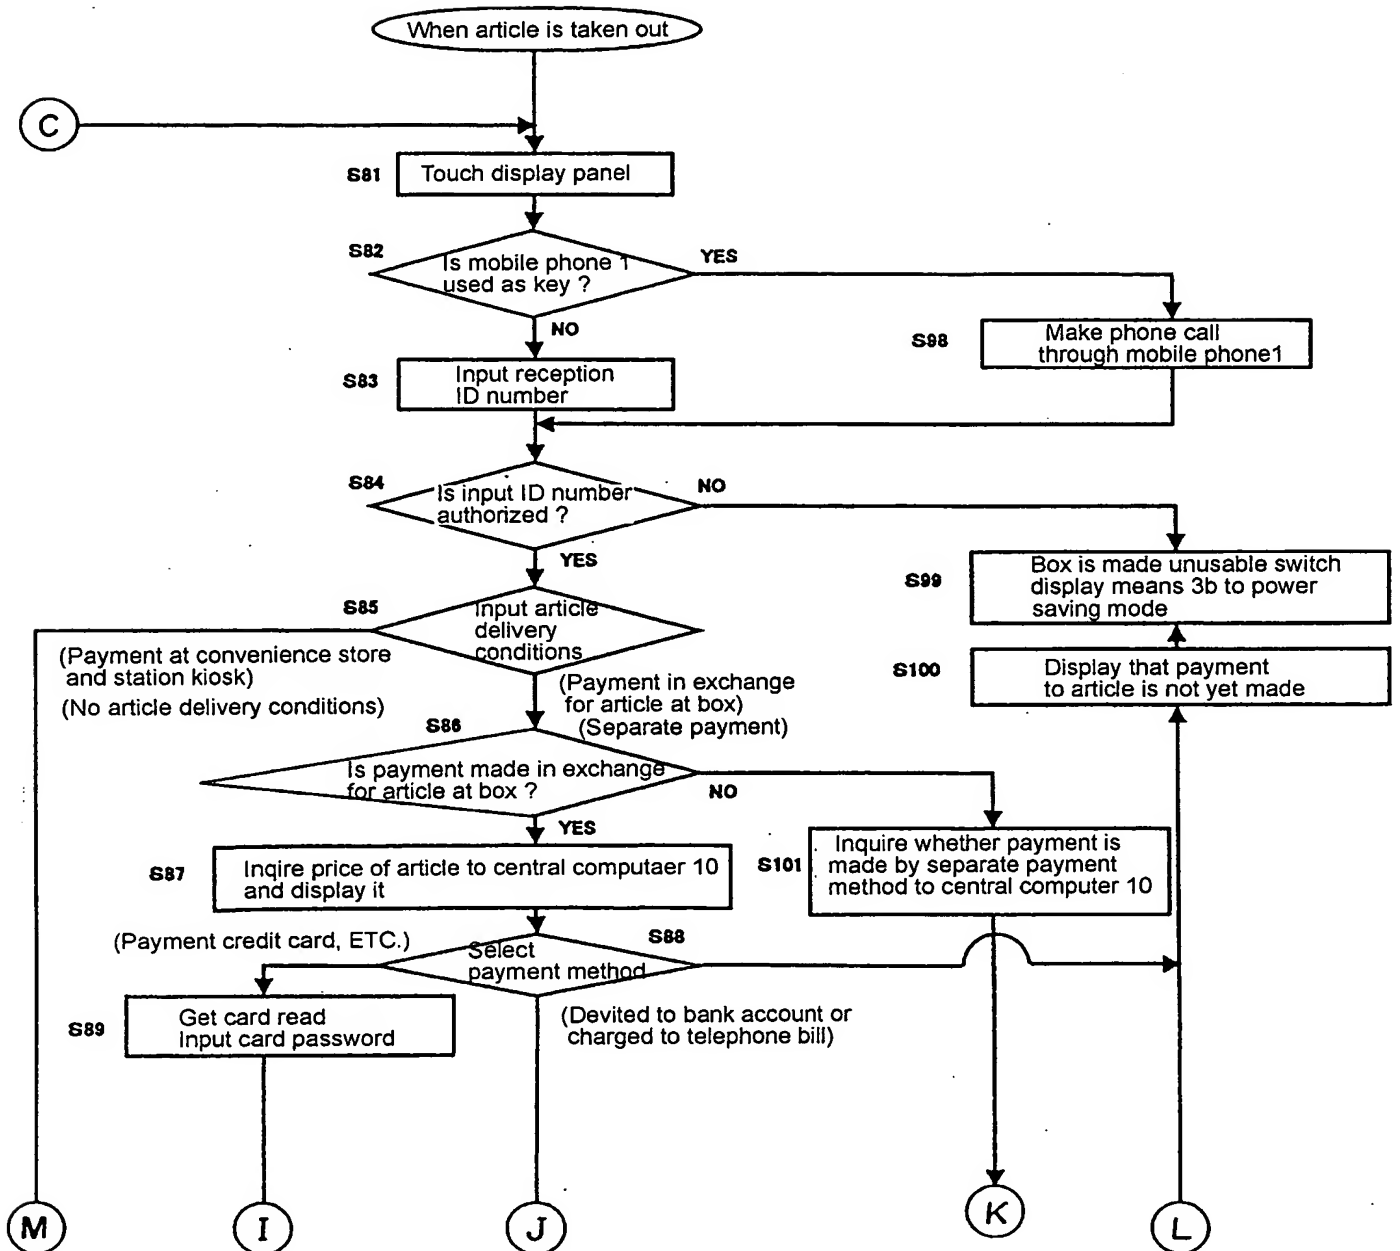 When article is taken out
C
S81
Touch display panel
S82
Is mobile phone 1
used as key ?
YES
NO
S98
Make phone call
through mobile phone1
S83
Input reception
ID number
S84
Is input ID number
authorized ?
NO
YES
S99
Box is made unusable switch
display means 3b to power
saving mode
S85
Input article
delivery
conditions
(Payment at convenience store
and station kiosk)
(No article delivery conditions)
(Payment in exchange
for article at box)
(Separate payment)
S100
Display that payment
to article is not yet made
S86
Is payment made in exchange
for article at box ?
NO
YES
S87
Inqire price of article to central computaer 10
and display it
S101
Inquire whether payment is
made by separate payment
method to central computer 10
(Payment credit card, ETC.)
S88
Select
payment method
S89
Get card read
Input card password
(Devited to bank account or
charged to telephone bill)
M
I
J
K
L